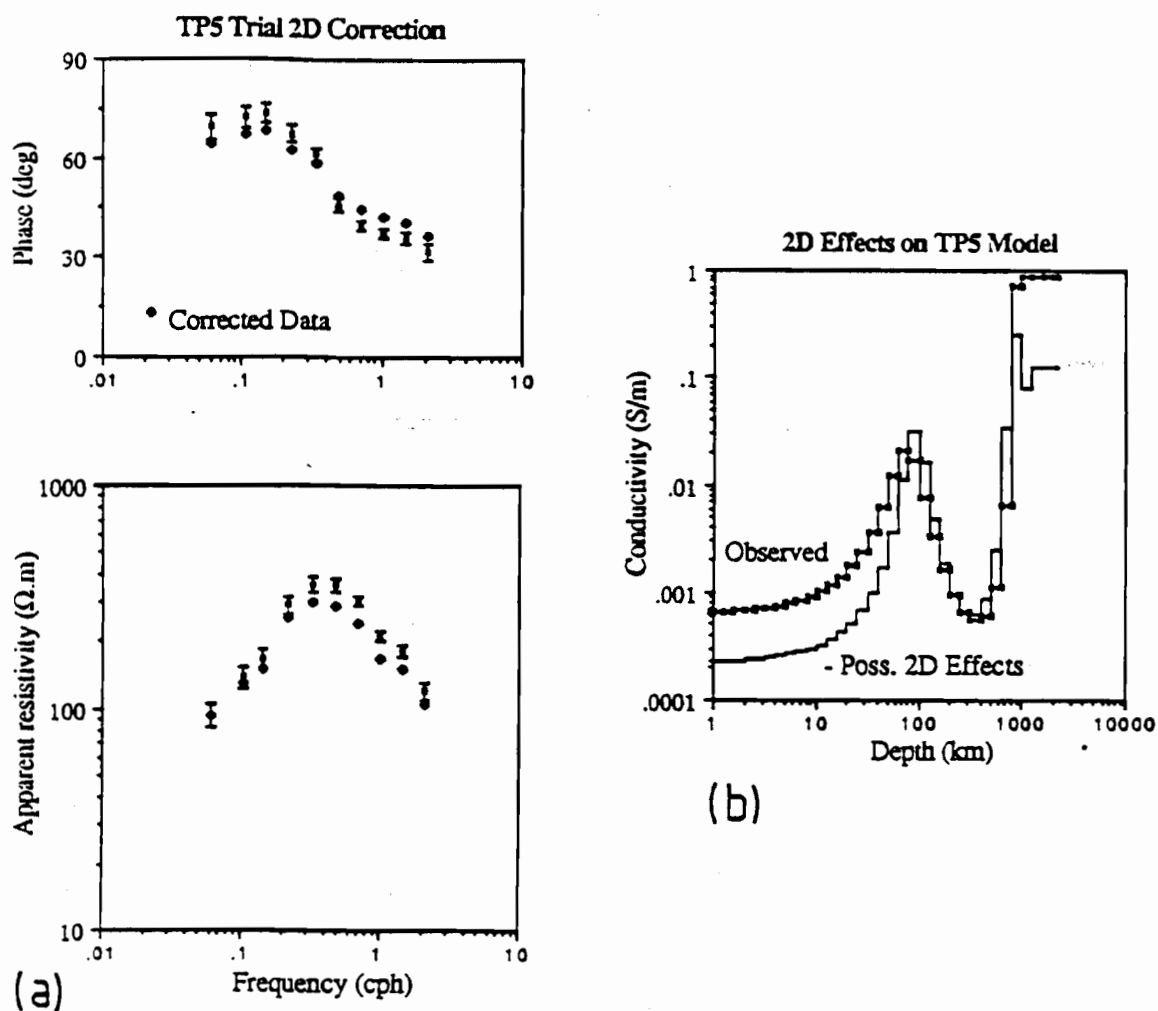 TP5 Trial 2D Correction
90
60
30
0
Phase (deg)
Corrected Data
.01
.1
1
10
1000
100
10
Apparent resistivity (Ω.m)
.01
.1
1
10
Frequency (cph)
(a)
2D Effects on TP5 Model
1
.1
.01
.001
.0001
Conductivity (S/m)
Observed
- Poss. 2D Effects
1
10
100
1000
10000
Depth (km)
(b)